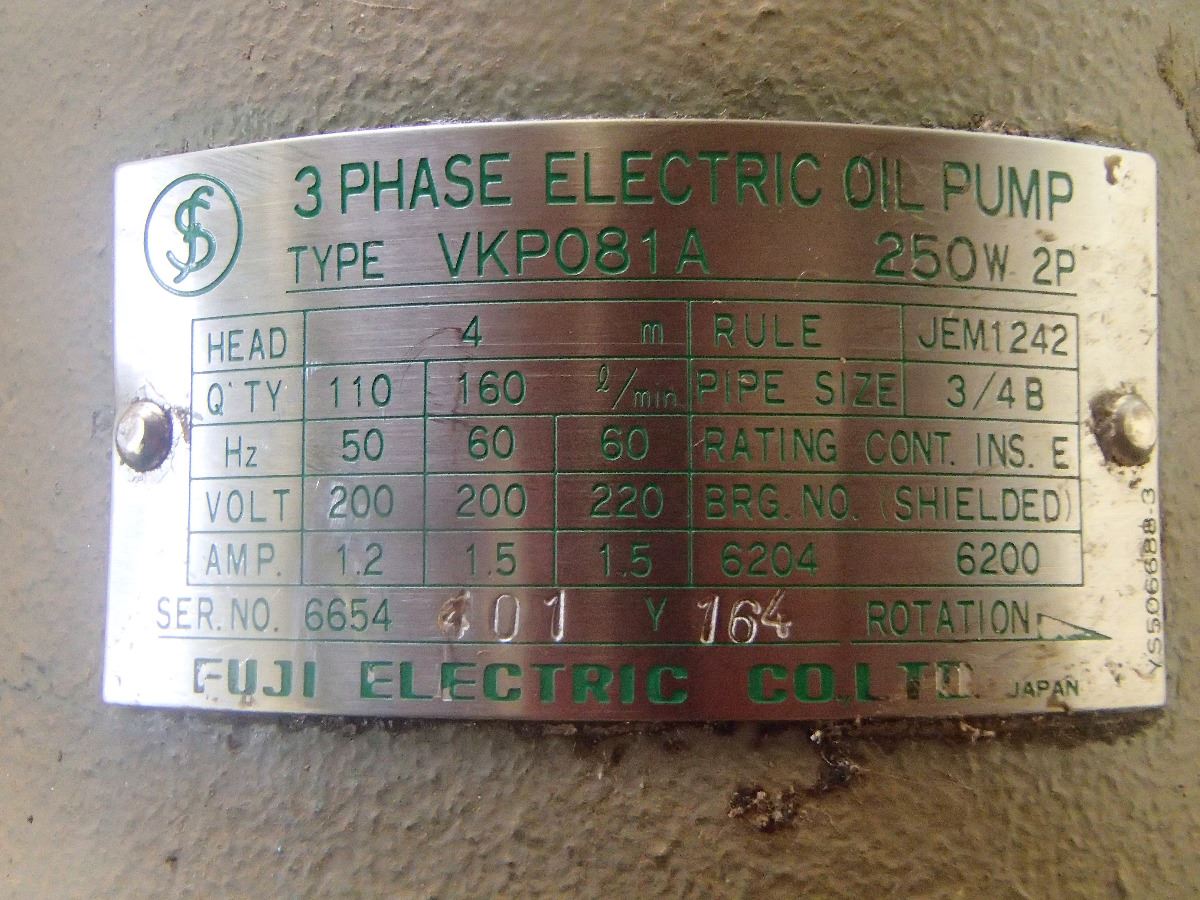 3 PHASE ELECTRIC OIL PUMP
TYPE VKP081A 250W 2P
HEAD 4 m RULE JEM1242
Q'TY 110 160 ℓ/min PIPE SIZE 3/4B
Hz 50 60 60 RATING CONT. INS. E
VOLT 200 200 220 BRG. NO. (SHIELDED)
AMP. 1.2 1.5 1.5 6204 6200
SER. NO. 6654 401 Y 164 ROTATION
FUJI ELECTRIC CO., LTD. JAPAN
YS506688-3